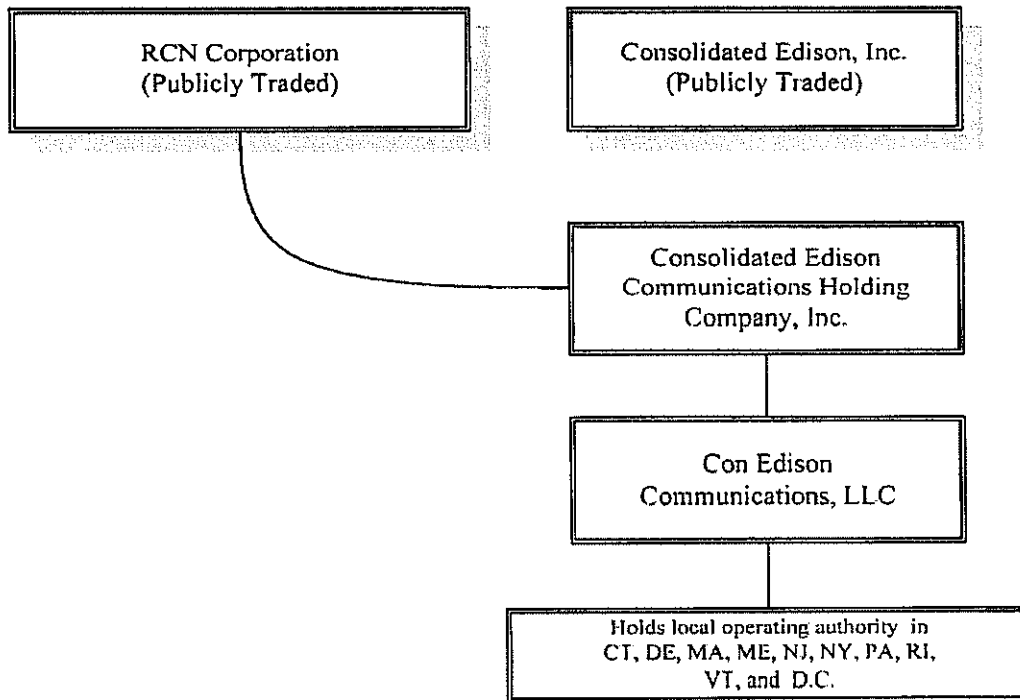 RCN Corporation
(Publicly Traded)
Consolidated Edison, Inc.
(Publicly Traded)
Consolidated Edison
Communications Holding
Company, Inc.
Con Edison
Communications, LLC
Holds local operating authority in
CT, DE, MA, ME, NJ, NY, PA, RI,
VT, and D.C.